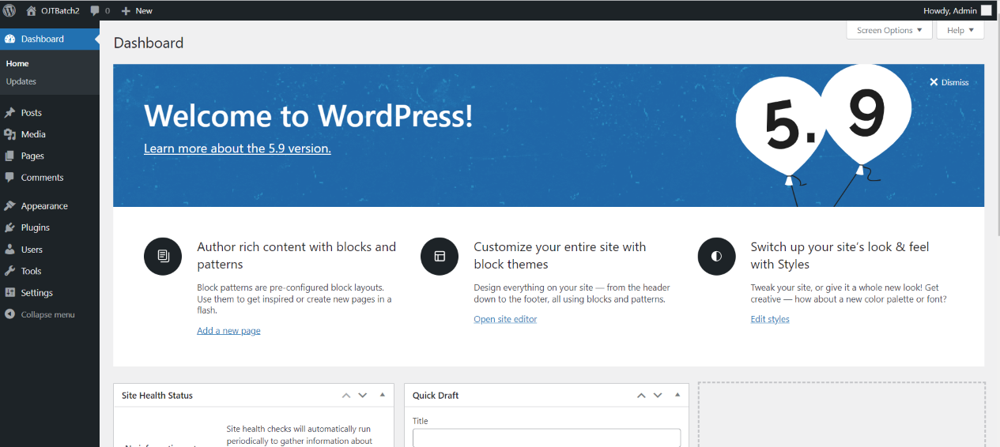 OJTBatch2 0 New Howdy, Admin
Screen Options Help
Dashboard
Home
Updates
Posts
Media
Pages
Comments
Appearance
Plugins
Users
Tools
Settings
Collapse menu
Dashboard
Dismiss
Welcome to WordPress!
Learn more about the 5.9 version.
5.9
Author rich content with blocks and
patterns
Block patterns are pre-configured block layouts.
Use them to get inspired or create new pages in a
flash.
Add a new page
Customize your entire site with
block themes
Design everything on your site — from the header
down to the footer, all using blocks and patterns.
Open site editor
Switch up your site’s look & feel
with Styles
Tweak your site, or give it a whole new look! Get
creative — how about a new color palette or font?
Edit styles
Site Health Status
Site health checks will automatically run
periodically to gather information about
Quick Draft
Title